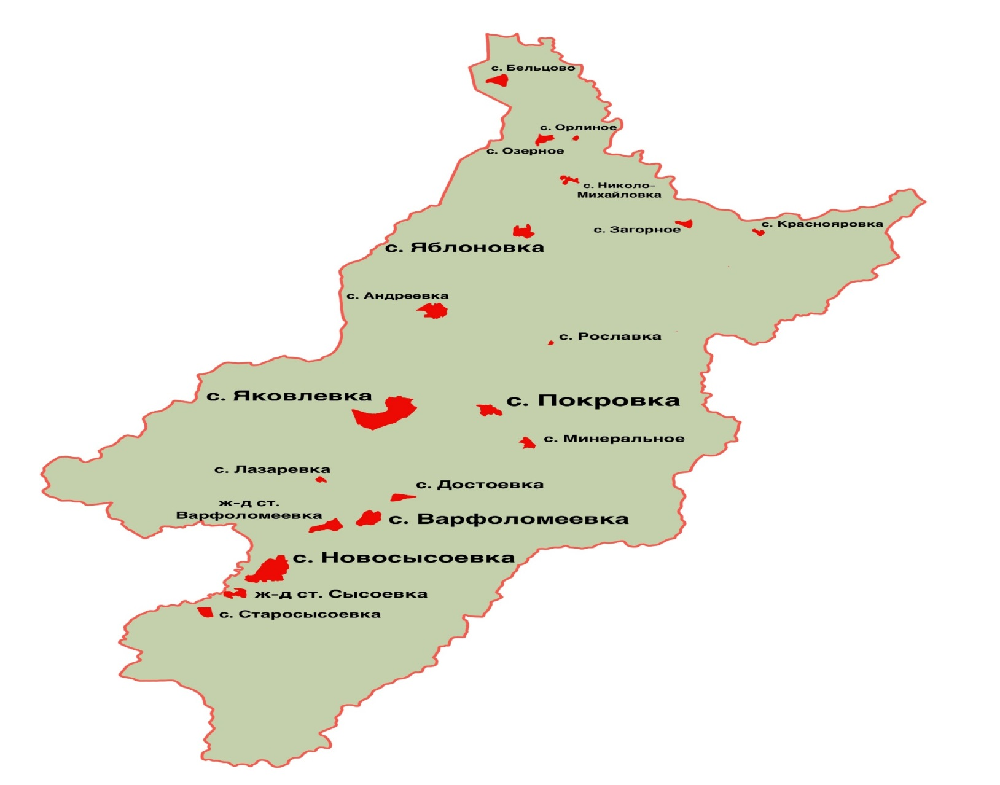 с. Бельцово
с. Орлиное
с. Озерное
с. Николо-
Михайловка
с. Загорное
с. Краснояровка
с. Яблоновка
с. Андреевка
с. Рославка
с. Яковлевка
с. Покровка
с. Минеральное
с. Лазаревка
с. Достоевка
ж-д ст.
Варфоломеевка
с. Варфоломеевка
с. Новосысоевка
ж-д ст. Сысоевка
с. Старосысоевка